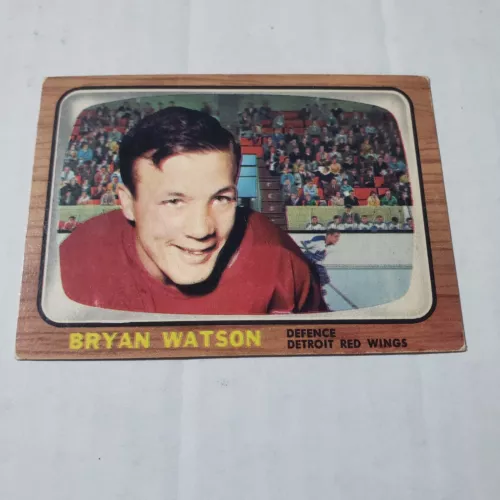 BRYAN WATSON
DEFENCE
DETROIT RED WINGS